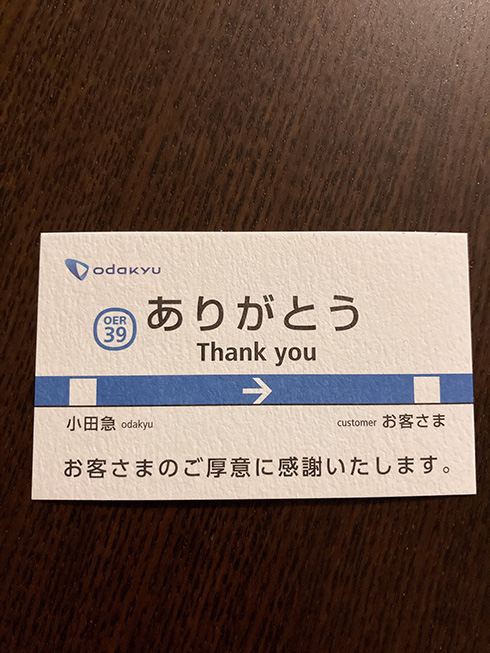 odakyu
OER
39
ありがとう
Thank you
小田急 odakyu
customer お客さま
お客さまのご厚意に感謝いたします。